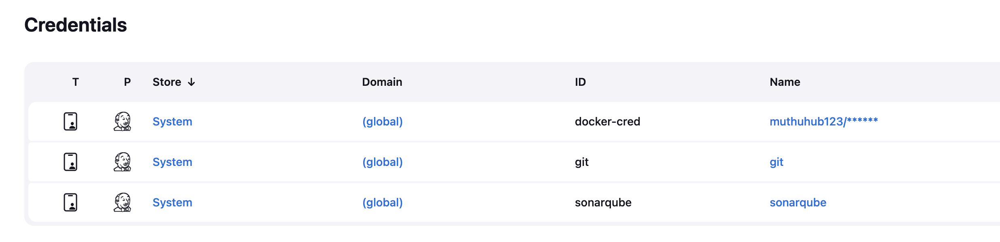 Credentials
T P Store ↓ Domain ID Name
System (global) docker-cred muthuhub123/******
System (global) git git
System (global) sonarqube sonarqube